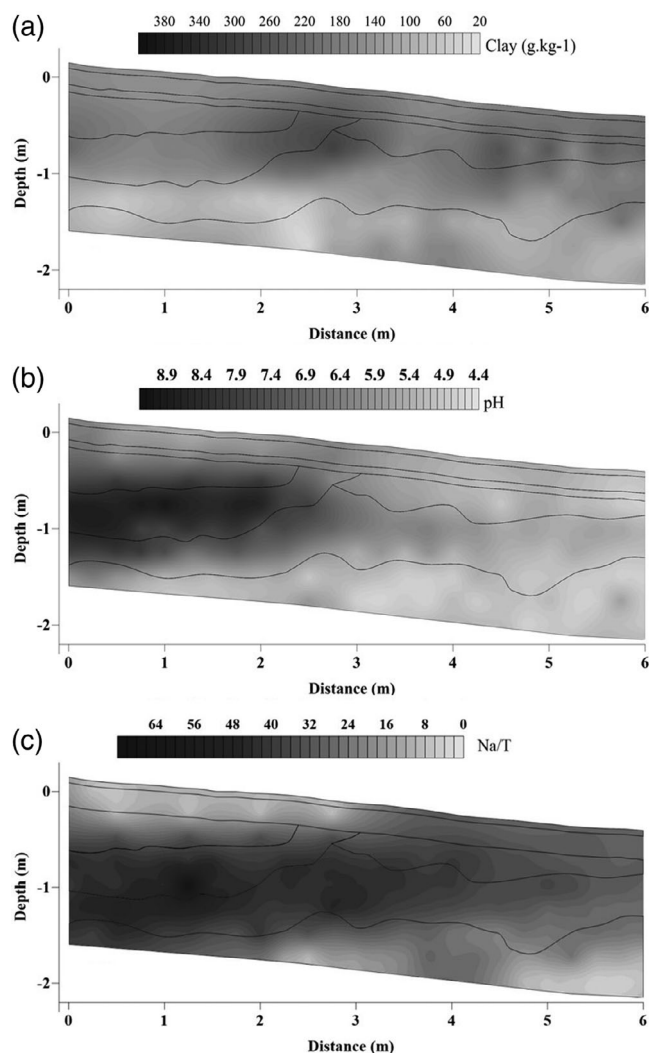 (a)
380 340 300 260 220 180 140 100 60 20
Clay (g.kg-1)
0
-1
-2
Depth (m)
0 1 2 3 4 5 6
Distance (m)
(b)
8.9 8.4 7.9 7.4 6.9 6.4 5.9 5.4 4.9 4.4
pH
0
-1
-2
Depth (m)
0 1 2 3 4 5 6
Distance (m)
(c)
64 56 48 40 32 24 16 8 0
Na/T
0
-1
-2
Depth (m)
0 1 2 3 4 5 6
Distance (m)